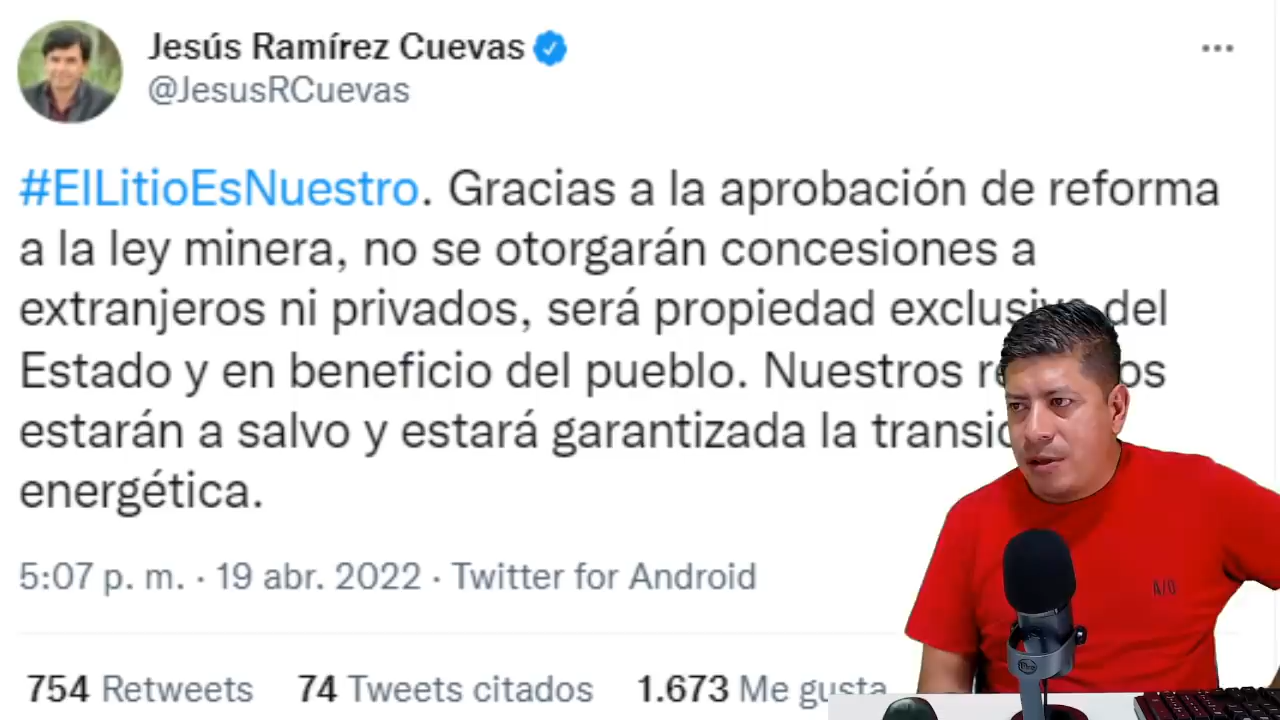 Jesús Ramírez Cuevas
@JesusRCuevas
#ElLitioEsNuestro. Gracias a la aprobación de reforma
a la ley minera, no se otorgarán concesiones a
extranjeros ni privados, será propiedad exclusiva del
Estado y en beneficio del pueblo. Nuestros
estarán a salvo y estará garantizada la
energética.
5:07 p. m. · 19 abr. 2022 · Twitter for Android
754 Retweets 74 Tweets citados 1.673 Me gusta
A/0